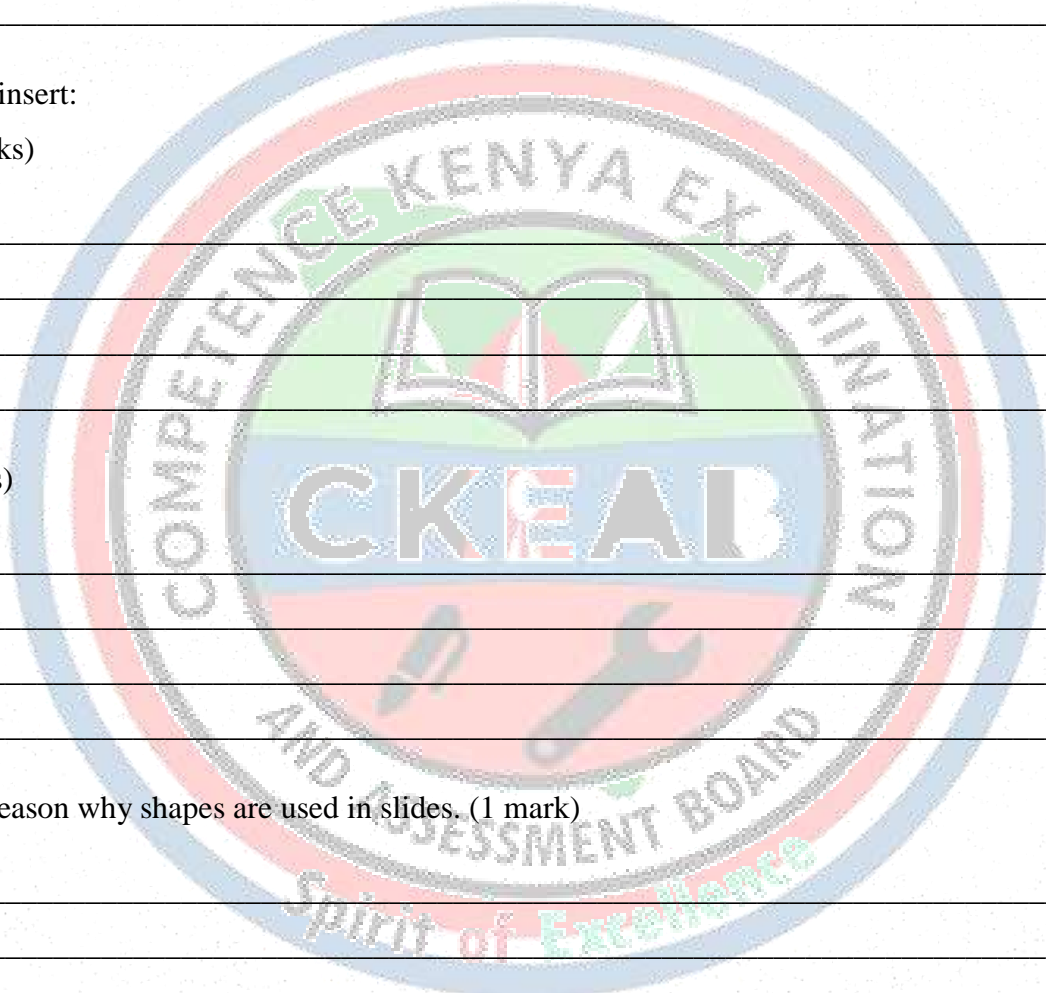 insert:
ks)
COMPETENCE KENYA EXAMINATION
CKEAB
s)
AND ASSESSMENT BOARD
eason why shapes are used in slides. (1 mark)
Spirit of Excellence